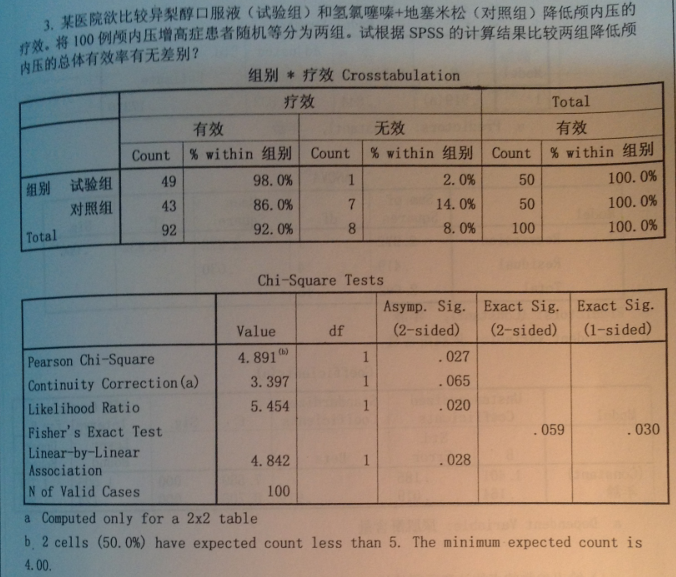 3. 某医院欲比较异梨醇口服液（试验组）和氢氯噻嗪+地塞米松（对照组）降低颅内压的
疗效。将 100 例颅内压增高症患者随机等分为两组。试根据 SPSS 的计算结果比较两组降低颅
内压的总体有效率有无差别？
组别 * 疗效 Crosstabulation
疗效 Total
有效 无效 有效
Count % within 组别 Count % within 组别 Count % within 组别
组别 试验组 49 98.0% 1 2.0% 50 100.0%
对照组 43 86.0% 7 14.0% 50 100.0%
Total 92 92.0% 8 8.0% 100 100.0%
Chi-Square Tests
Value df Asymp. Sig. (2-sided) Exact Sig. (2-sided) Exact Sig. (1-sided)
Pearson Chi-Square 4.891(b) 1 .027
Continuity Correction(a) 3.397 1 .065
Likelihood Ratio 5.454 1 .020
Fisher's Exact Test .059 .030
Linear-by-Linear
Association 4.842 1 .028
N of Valid Cases 100
a Computed only for a 2x2 table
b 2 cells (50.0%) have expected count less than 5. The minimum expected count is
4.00.